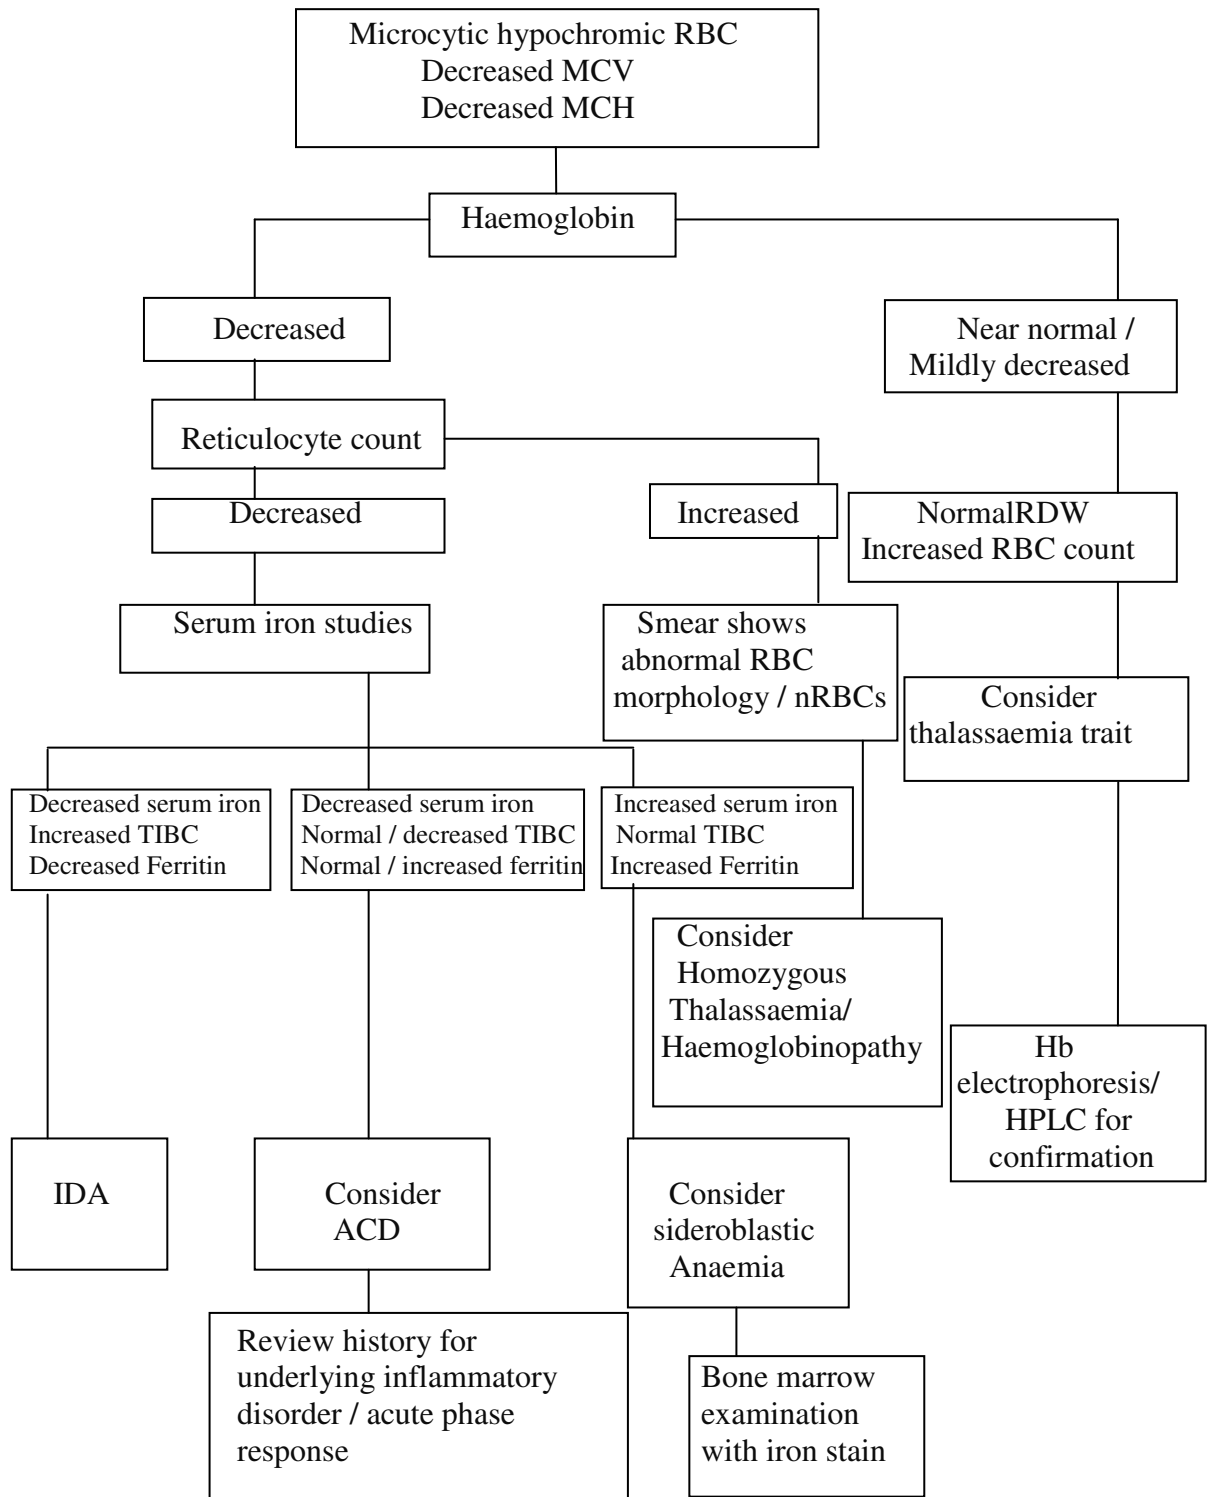 Microcytic hypochromic RBC
Decreased MCV
Decreased MCH
Haemoglobin
Decreased
Near normal /
Mildly decreased
Reticulocyte count
Decreased
Increased
NormalRDW
Increased RBC count
Serum iron studies
Smear shows
abnormal RBC
morphology / nRBCs
Consider
thalassaemia trait
Decreased serum iron
Increased TIBC
Decreased Ferritin
Decreased serum iron
Normal / decreased TIBC
Normal / increased ferritin
Increased serum iron
Normal TIBC
Increased Ferritin
Consider
Homozygous
Thalassaemia/
Haemoglobinopathy
Hb
electrophoresis/
HPLC for
confirmation
IDA
Consider
ACD
Consider
sideroblastic
Anaemia
Review history for
underlying inflammatory
disorder / acute phase
response
Bone marrow
examination
with iron stain